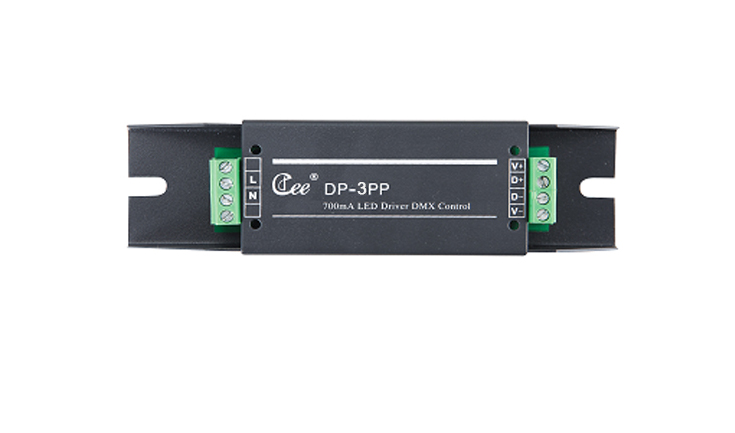 L
N
Cee® DP-3PP
700mA LED Driver DMX Control
V+
D+
D-
V-